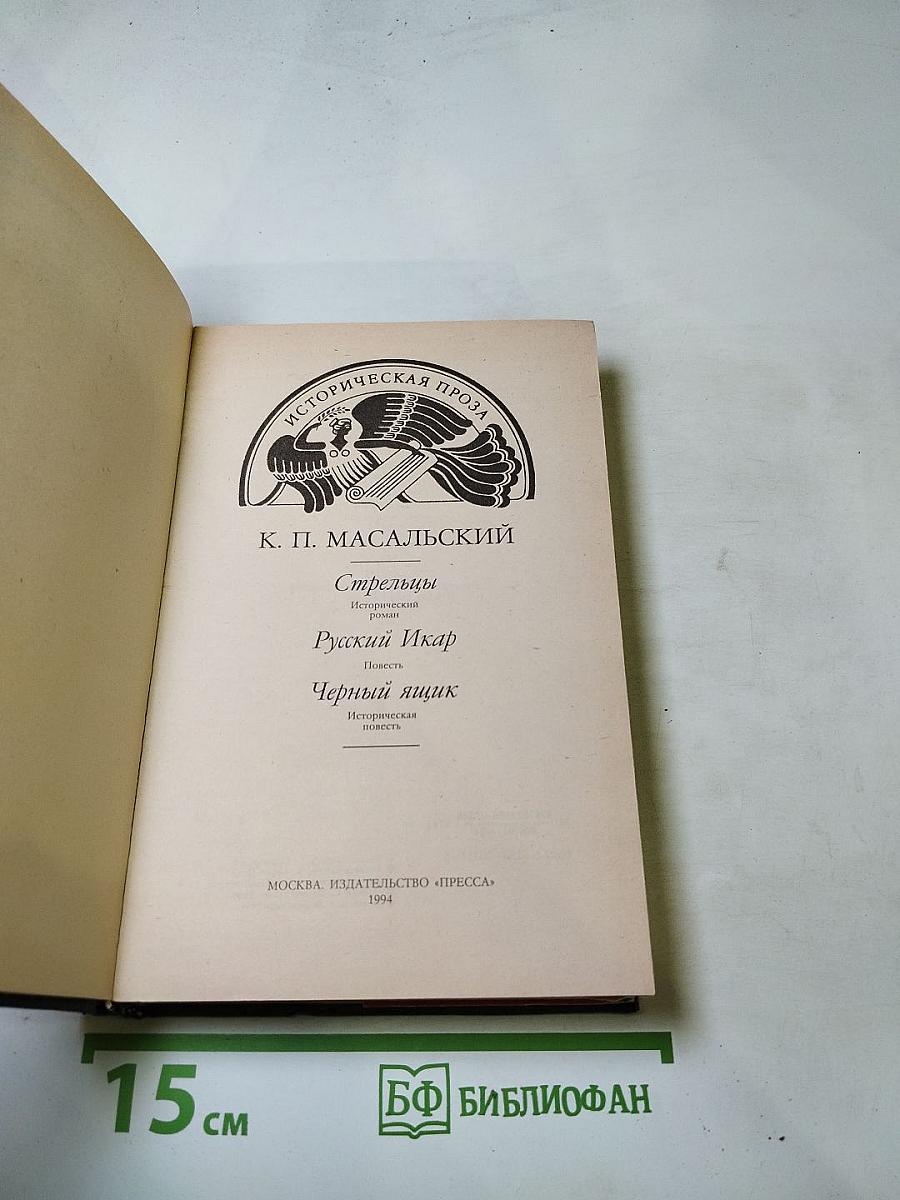 ИСТОРИЧЕСКАЯ ПРОЗА
К. П. МАСАЛЬСКИЙ
Стрельцы
Исторический
роман
Русский Икар
Повесть
Черный ящик
Историческая
повесть
МОСКВА. ИЗДАТЕЛЬСТВО «ПРЕССА»
1994
15 см
БФ БИБЛИОФАН